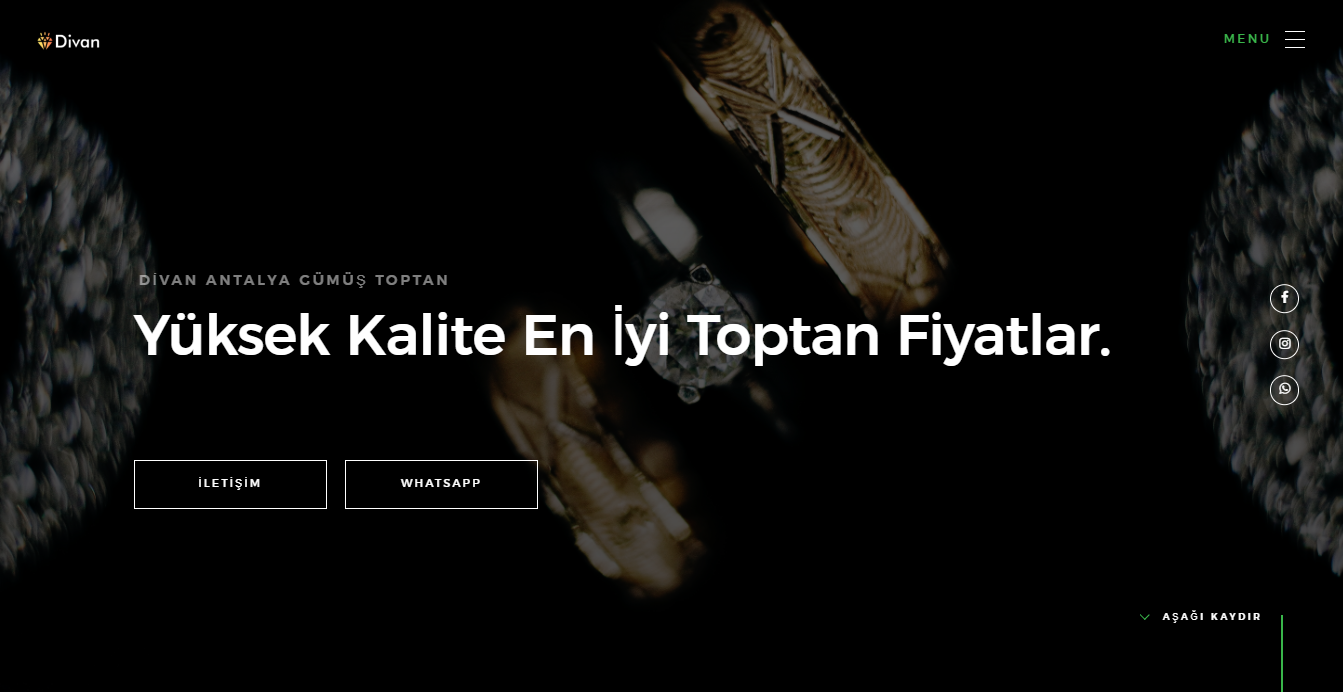 Divan
MENU
DİVAN ANTALYA GÜMÜŞ TOPTAN
Yüksek Kalite En İyi Toptan Fiyatlar.
İLETİŞİM
WHATSAPP
AŞAĞI KAYDIR